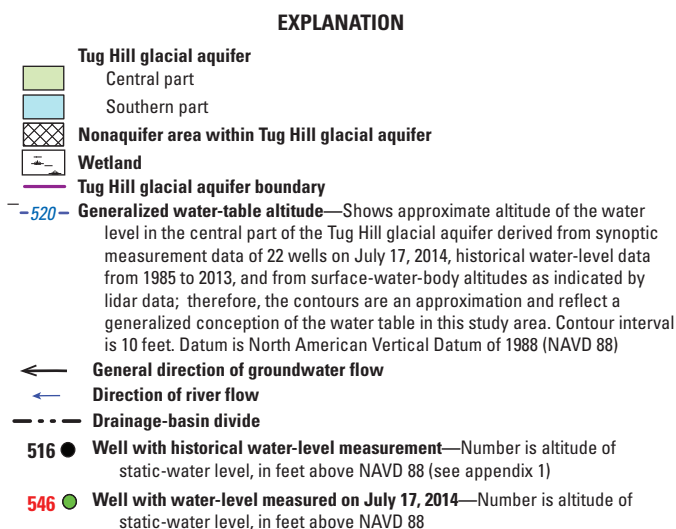 EXPLANATION
Tug Hill glacial aquifer
Central part
Southern part
Nonaquifer area within Tug Hill glacial aquifer
Wetland
Tug Hill glacial aquifer boundary
520 Generalized water-table altitude—Shows approximate altitude of the water
level in the central part of the Tug Hill glacial aquifer derived from synoptic
measurement data of 22 wells on July 17, 2014, historical water-level data
from 1985 to 2013, and from surface-water-body altitudes as indicated by
lidar data; therefore, the contours are an approximation and reflect a
generalized conception of the water table in this study area. Contour interval
is 10 feet. Datum is North American Vertical Datum of 1988 (NAVD 88)
General direction of groundwater flow
Direction of river flow
Drainage-basin divide
516 Well with historical water-level measurement—Number is altitude of
static-water level, in feet above NAVD 88 (see appendix 1)
546 Well with water-level measured on July 17, 2014—Number is altitude of
static-water level, in feet above NAVD 88